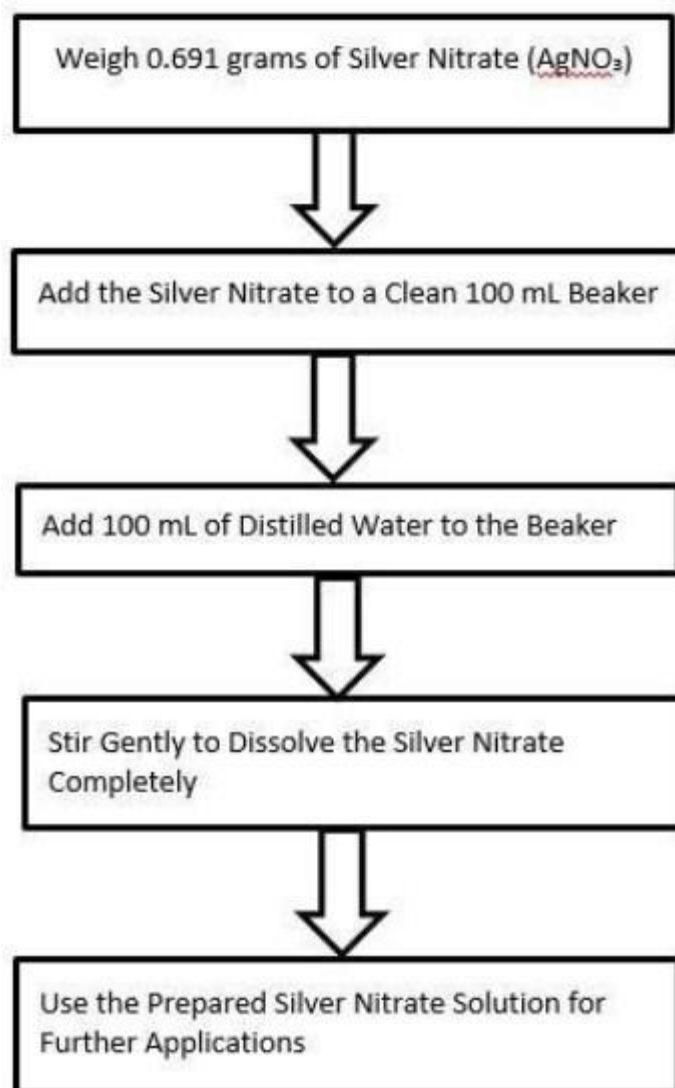 Weigh 0.691 grams of Silver Nitrate (AgNO₃)
Add the Silver Nitrate to a Clean 100 mL Beaker
Add 100 mL of Distilled Water to the Beaker
Stir Gently to Dissolve the Silver Nitrate
Completely
Use the Prepared Silver Nitrate Solution for
Further Applications